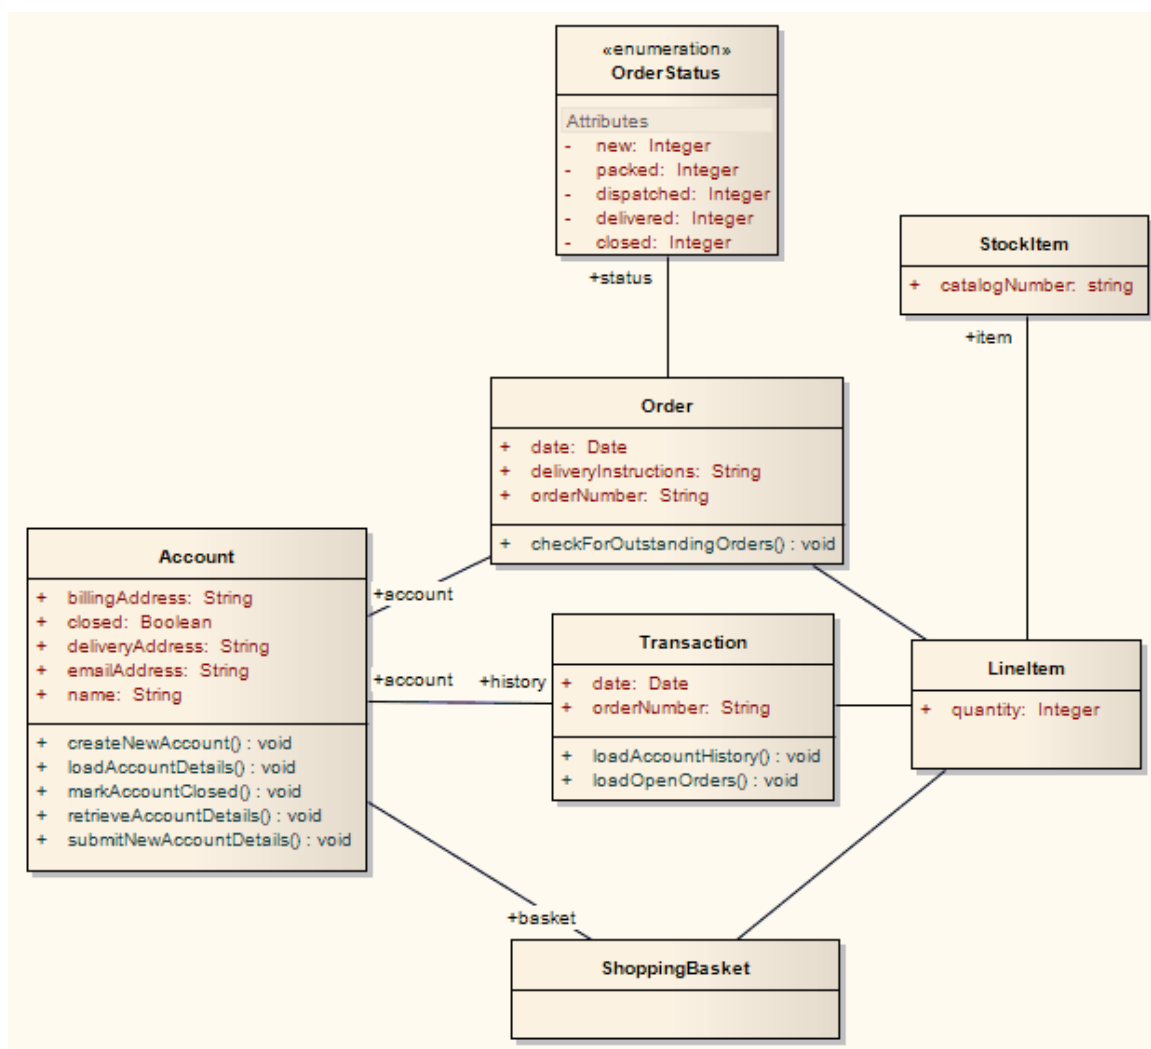 «enumeration»
OrderStatus
Attributes
- new: Integer
- packed: Integer
- dispatched: Integer
- delivered: Integer
- closed: Integer
+status
StockItem
+ catalogNumber: string
+item
Order
+ date: Date
+ deliveryInstructions: String
+ orderNumber: String
+ checkForOutstandingOrders() : void
Account
+ billingAddress: String
+ closed: Boolean
+ deliveryAddress: String
+ emailAddress: String
+ name: String
+ createNewAccount() : void
+ loadAccountDetails() : void
+ markAccountClosed() : void
+ retrieveAccountDetails() : void
+ submitNewAccountDetails() : void
+account
+account
+history
Transaction
+ date: Date
+ orderNumber: String
+ loadAccountHistory() : void
+ loadOpenOrders() : void
LineItem
+ quantity: Integer
+basket
ShoppingBasket